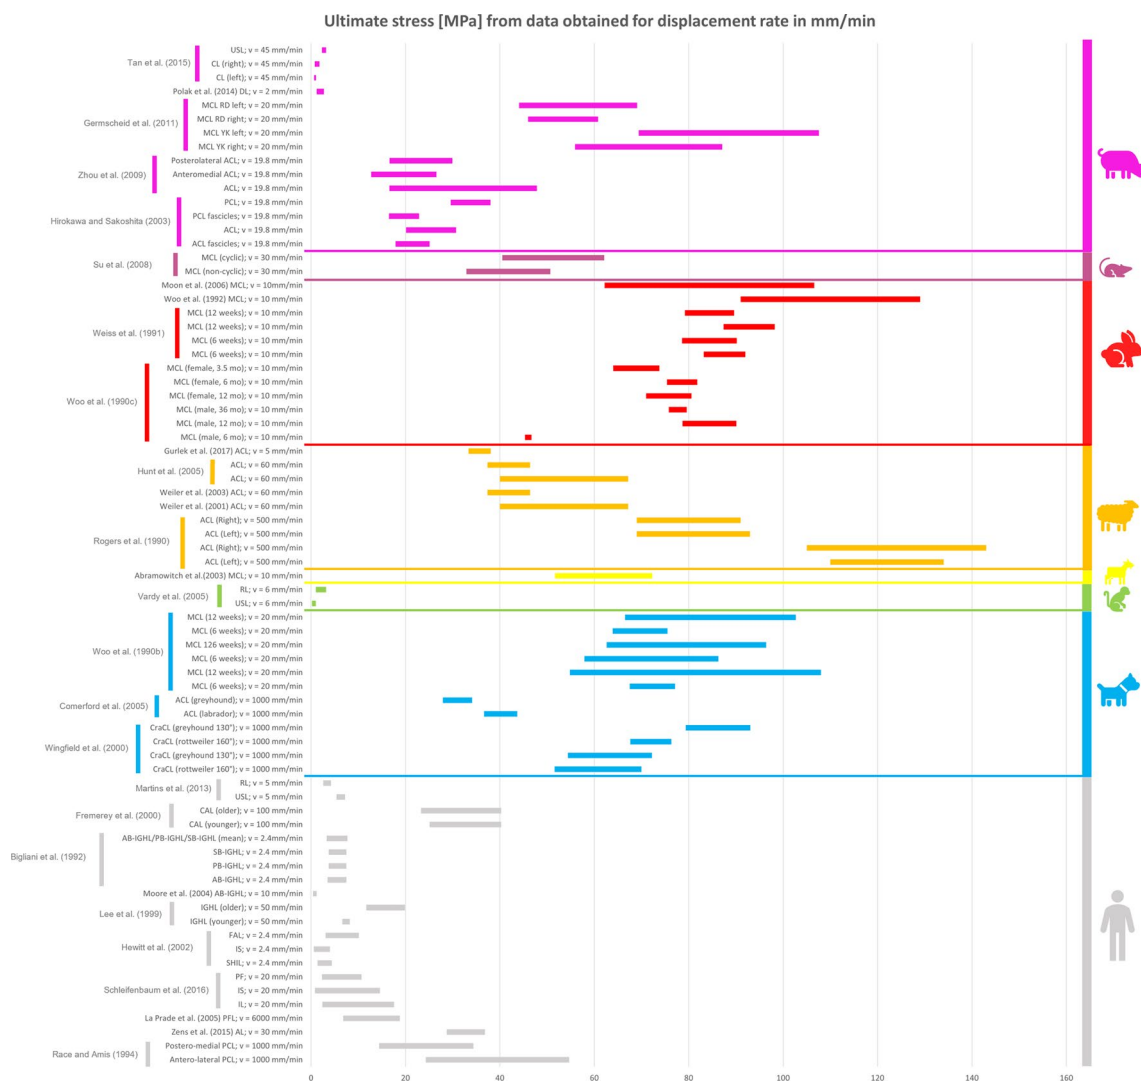 Ultimate stress [MPa] from data obtained for displacement rate in mm/min
Tan et al. (2015)
USL; v = 45 mm/min
CL (right); v = 45 mm/min
CL (left); v = 45 mm/min
Polak et al. (2014) DL; v = 2 mm/min
Germscheid et al. (2011)
MCL RD left; v = 20 mm/min
MCL RD right; v = 20 mm/min
MCL YK left; v = 20 mm/min
MCL YK right; v = 20 mm/min
Zhou et al. (2009)
Posterolateral ACL; v = 19.8 mm/min
Anteromedial ACL; v = 19.8 mm/min
ACL; v = 19.8 mm/min
Hirokawa and Sakoshita (2003)
PCL; v = 19.8 mm/min
PCL fascicles; v = 19.8 mm/min
ACL; v = 19.8 mm/min
ACL fascicles; v = 19.8 mm/min
Su et al. (2008)
MCL (cyclic); v = 30 mm/min
MCL (non-cyclic); v = 30 mm/min
Moon et al. (2006) MCL; v = 10mm/min
Woo et al. (1992) MCL; v = 10 mm/min
Weiss et al. (1991)
MCL (12 weeks); v = 10 mm/min
MCL (12 weeks); v = 10 mm/min
MCL (6 weeks); v = 10 mm/min
MCL (6 weeks); v = 10 mm/min
Woo et al. (1990c)
MCL (female, 3.5 mo); v = 10 mm/min
MCL (female, 6 mo); v = 10 mm/min
MCL (female, 12 mo); v = 10 mm/min
MCL (male, 36 mo); v = 10 mm/min
MCL (male, 12 mo); v = 10 mm/min
MCL (male, 6 mo); v = 10 mm/min
Gurlek et al. (2017) ACL; v = 5 mm/min
Hunt et al. (2005)
ACL; v = 60 mm/min
ACL; v = 60 mm/min
Weiler et al. (2003) ACL; v = 60 mm/min
Weiler et al. (2001) ACL; v = 60 mm/min
Rogers et al. (1990)
ACL (Right); v = 500 mm/min
ACL (Left); v = 500 mm/min
ACL (Right); v = 500 mm/min
ACL (Left); v = 500 mm/min
Abramowitch et al.(2003) MCL; v = 10 mm/min
Vardy et al. (2005)
RL; v = 6 mm/min
USL; v = 6 mm/min
Woo et al. (1990b)
MCL (12 weeks); v = 20 mm/min
MCL (6 weeks); v = 20 mm/min
MCL 126 weeks); v = 20 mm/min
MCL (6 weeks); v = 20 mm/min
MCL (12 weeks); v = 20 mm/min
MCL (6 weeks); v = 20 mm/min
Comerford et al. (2005)
ACL (greyhound); v = 1000 mm/min
ACL (labrador); v = 1000 mm/min
Wingfield et al. (2000)
CraCL (greyhound 130°); v = 1000 mm/min
CraCL (rottweiler 160°); v = 1000 mm/min
CraCL (greyhound 130°); v = 1000 mm/min
CraCL (rottweiler 160°); v = 1000 mm/min
Martins et al. (2013)
RL; v = 5 mm/min
USL; v = 5 mm/min
Fremerey et al. (2000)
CAL (older); v = 100 mm/min
CAL (younger); v = 100 mm/min
Bigliani et al. (1992)
AB-IGHL/PB-IGHL/SB-IGHL (mean); v = 2.4mm/min
SB-IGHL; v = 2.4 mm/min
PB-IGHL; v = 2.4 mm/min
AB-IGHL; v = 2.4 mm/min
Moore et al. (2004) AB-IGHL; v = 10 mm/min
Lee et al. (1999)
IGHL (older); v = 50 mm/min
IGHL (younger); v = 50 mm/min
Hewitt et al. (2002)
FAL; v = 2.4 mm/min
IS; v = 2.4 mm/min
SHIL; v = 2.4 mm/min
Schleifenbaum et al. (2016)
PF; v = 20 mm/min
IS; v = 20 mm/min
IL; v = 20 mm/min
La Prade et al. (2005) PFL; v = 6000 mm/min
Zens et al. (2015) AL; v = 30 mm/min
Race and Amis (1994)
Postero-medial PCL; v = 1000 mm/min
Antero-lateral PCL; v = 1000 mm/min
0 20 40 60 80 100 120 140 160